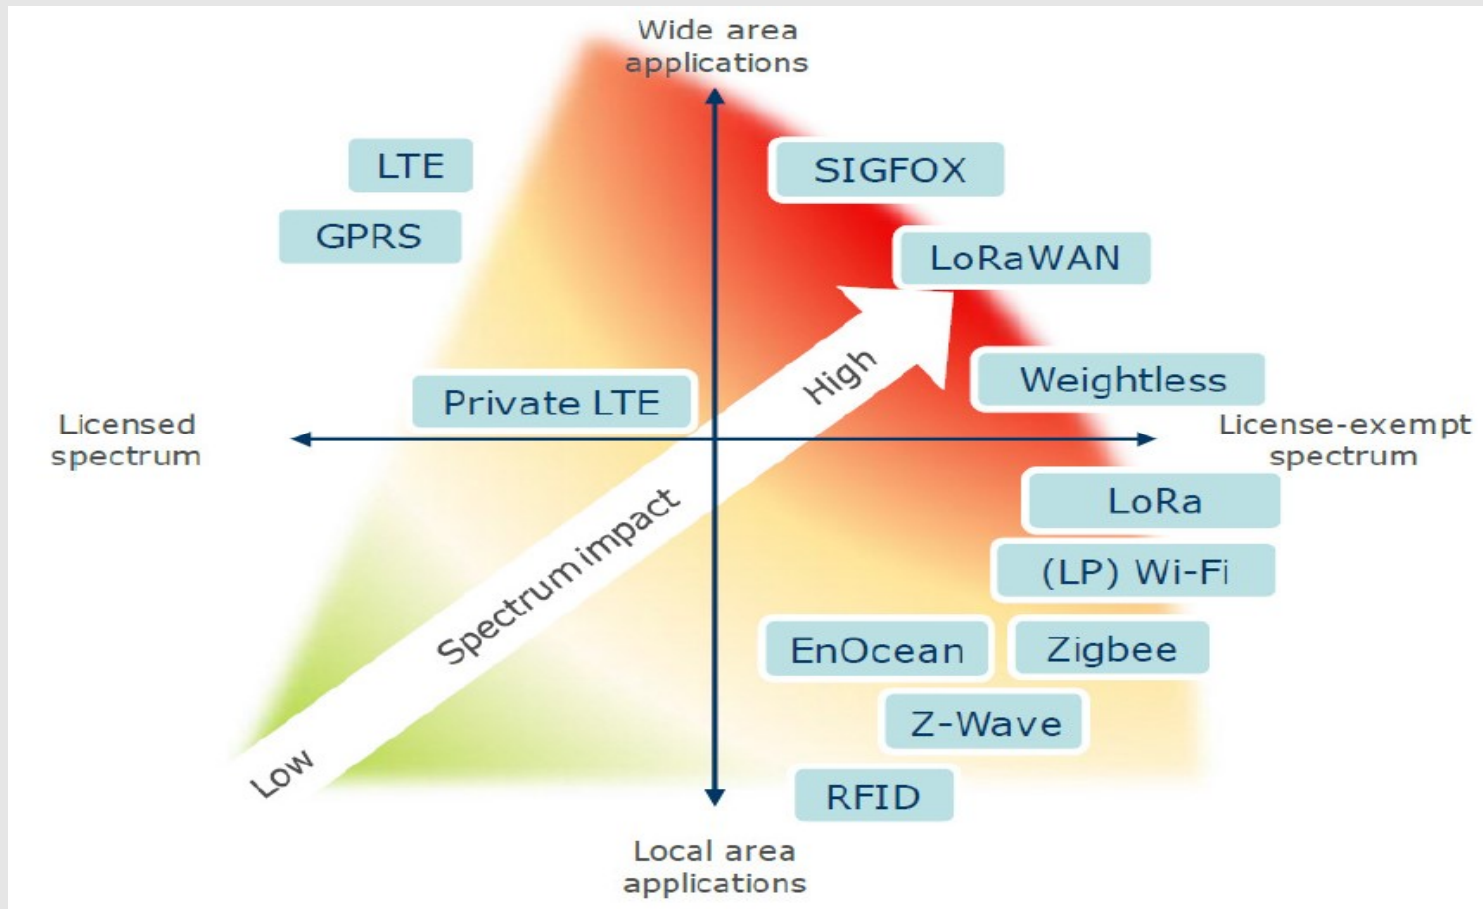 Wide area
applications
LTE
SIGFOX
GPRS
LoRaWAN
High
Weightless
Private LTE
Licensed
spectrum
License-exempt
spectrum
LoRa
Spectrum impact
(LP) Wi-Fi
EnOcean
Zigbee
Z-Wave
Low
RFID
Local area
applications